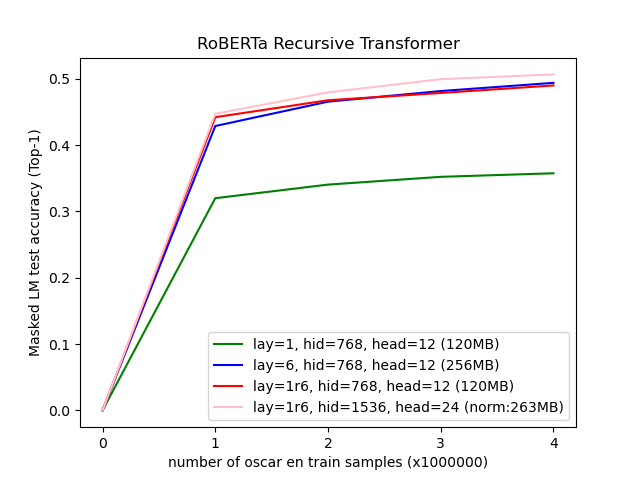 RoBERTa Recursive Transformer
Masked LM test accuracy (Top-1)
0.5
0.4
0.3
0.2
0.1
0.0
lay=1, hid=768, head=12 (120MB)
lay=6, hid=768, head=12 (256MB)
lay=1r6, hid=768, head=12 (120MB)
lay=1r6, hid=1536, head=24 (norm:263MB)
0 1 2 3 4
number of oscar en train samples (x1000000)